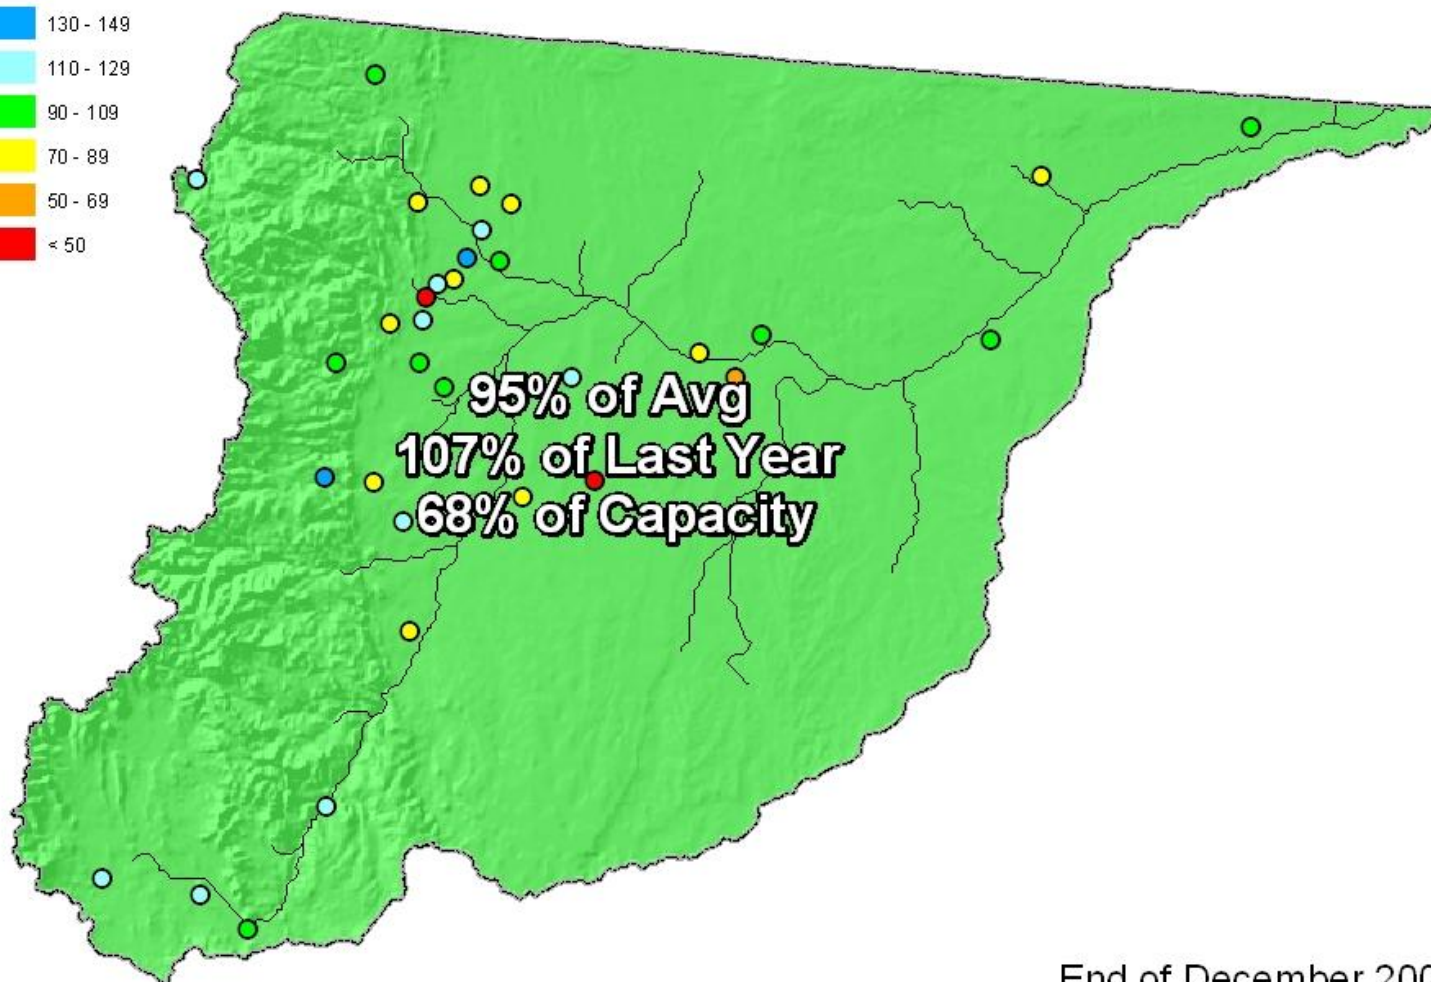 130 - 149
110 - 129
90 - 109
70 - 89
50 - 69
< 50
95% of Avg
107% of Last Year
68% of Capacity
End of December